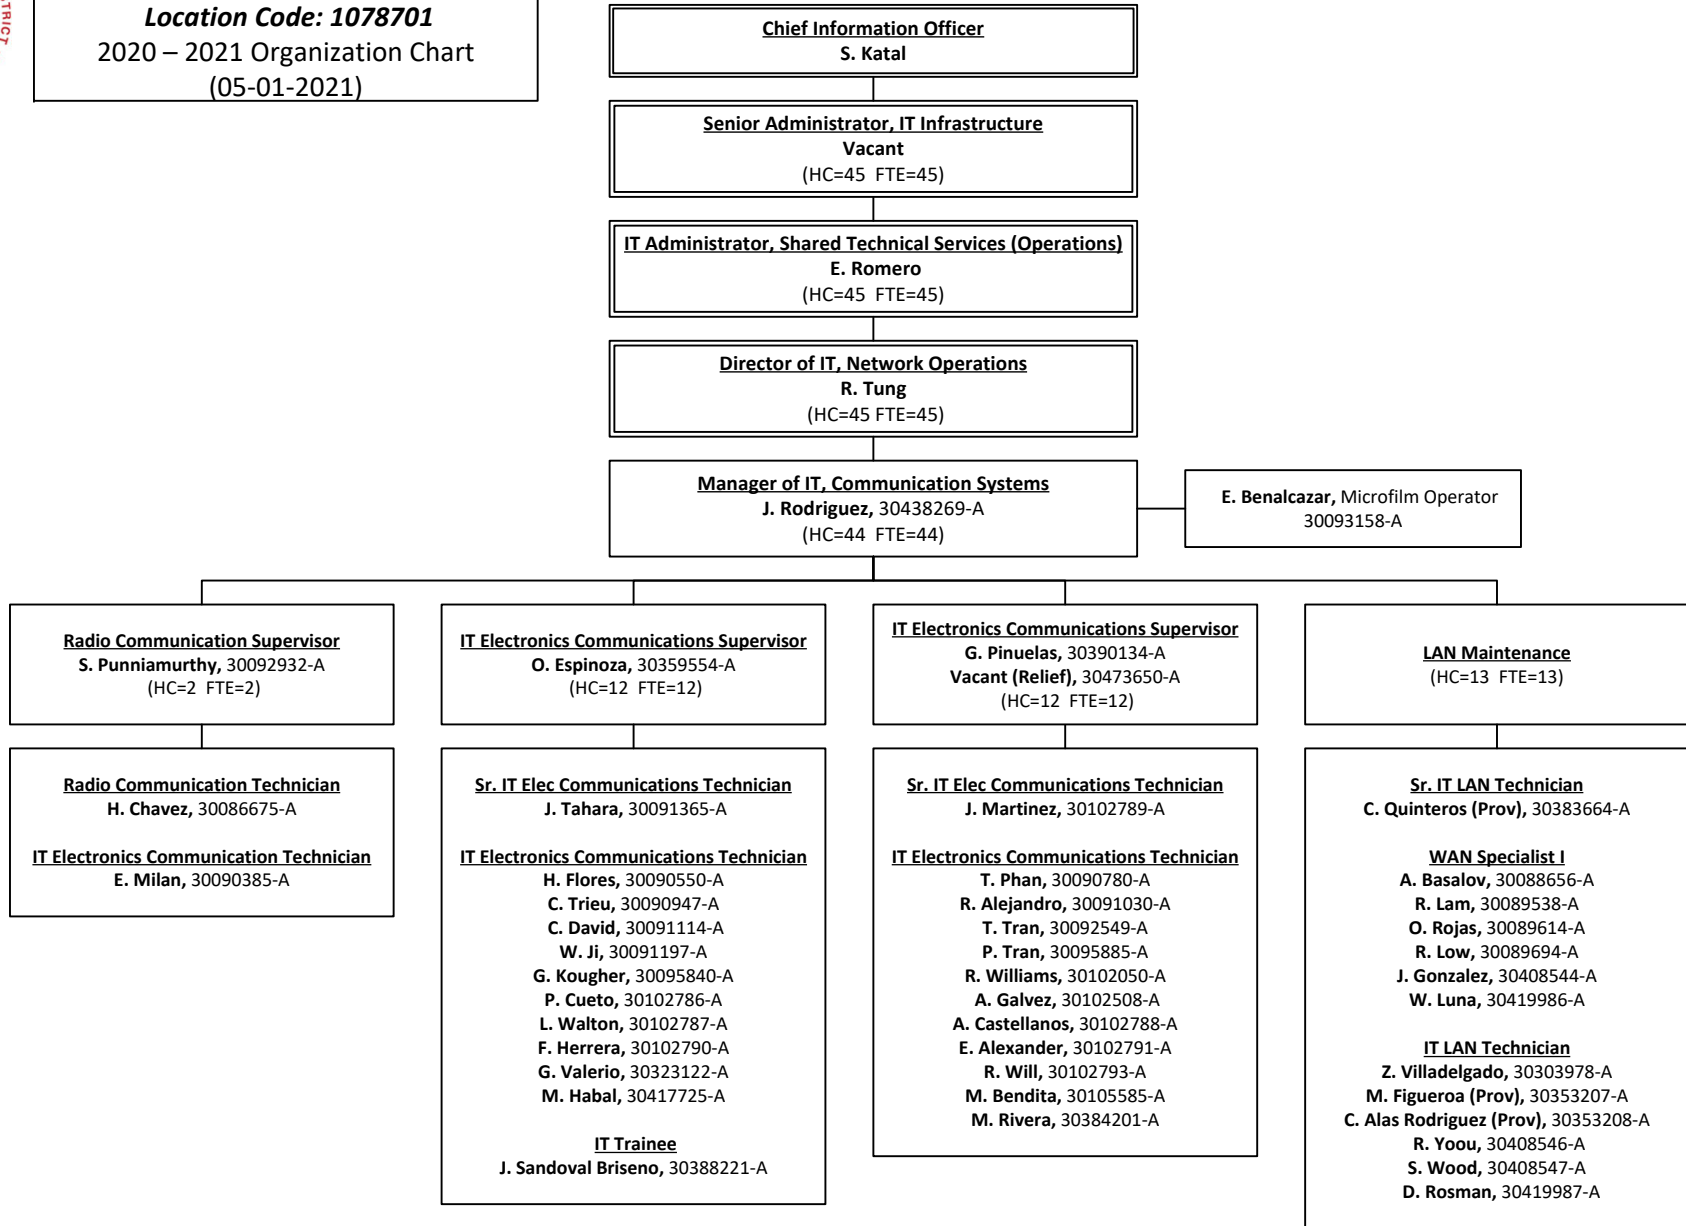 TRICT
Location Code: 1078701
2020 – 2021 Organization Chart
(05-01-2021)
Chief Information Officer
S. Katal
Senior Administrator, IT Infrastructure
Vacant
(HC=45 FTE=45)
IT Administrator, Shared Technical Services (Operations)
E. Romero
(HC=45 FTE=45)
Director of IT, Network Operations
R. Tung
(HC=45 FTE=45)
Manager of IT, Communication Systems
J. Rodriguez, 30438269-A
(HC=44 FTE=44)
E. Benalcazar, Microfilm Operator
30093158-A
Radio Communication Supervisor
S. Punniamurthy, 30092932-A
(HC=2 FTE=2)
IT Electronics Communications Supervisor
O. Espinoza, 30359554-A
(HC=12 FTE=12)
IT Electronics Communications Supervisor
G. Pinuelas, 30390134-A
Vacant (Relief), 30473650-A
(HC=12 FTE=12)
LAN Maintenance
(HC=13 FTE=13)
Radio Communication Technician
H. Chavez, 30086675-A
IT Electronics Communication Technician
E. Milan, 30090385-A
Sr. IT Elec Communications Technician
J. Tahara, 30091365-A
IT Electronics Communications Technician
H. Flores, 30090550-A
C. Trieu, 30090947-A
C. David, 30091114-A
W. Ji, 30091197-A
G. Kougher, 30095840-A
P. Cueto, 30102786-A
L. Walton, 30102787-A
F. Herrera, 30102790-A
G. Valerio, 30323122-A
M. Habal, 30417725-A
IT Trainee
J. Sandoval Briseno, 30388221-A
Sr. IT Elec Communications Technician
J. Martinez, 30102789-A
IT Electronics Communications Technician
T. Phan, 30090780-A
R. Alejandro, 30091030-A
T. Tran, 30092549-A
P. Tran, 30095885-A
R. Williams, 30102050-A
A. Galvez, 30102508-A
A. Castellanos, 30102788-A
E. Alexander, 30102791-A
R. Will, 30102793-A
M. Bendita, 30105585-A
M. Rivera, 30384201-A
Sr. IT LAN Technician
C. Quinteros (Prov), 30383664-A
WAN Specialist I
A. Basalov, 30088656-A
R. Lam, 30089538-A
O. Rojas, 30089614-A
R. Low, 30089694-A
J. Gonzalez, 30408544-A
W. Luna, 30419986-A
IT LAN Technician
Z. Villadelgado, 30303978-A
M. Figueroa (Prov), 30353207-A
C. Alas Rodriguez (Prov), 30353208-A
R. Yoou, 30408546-A
S. Wood, 30408547-A
D. Rosman, 30419987-A